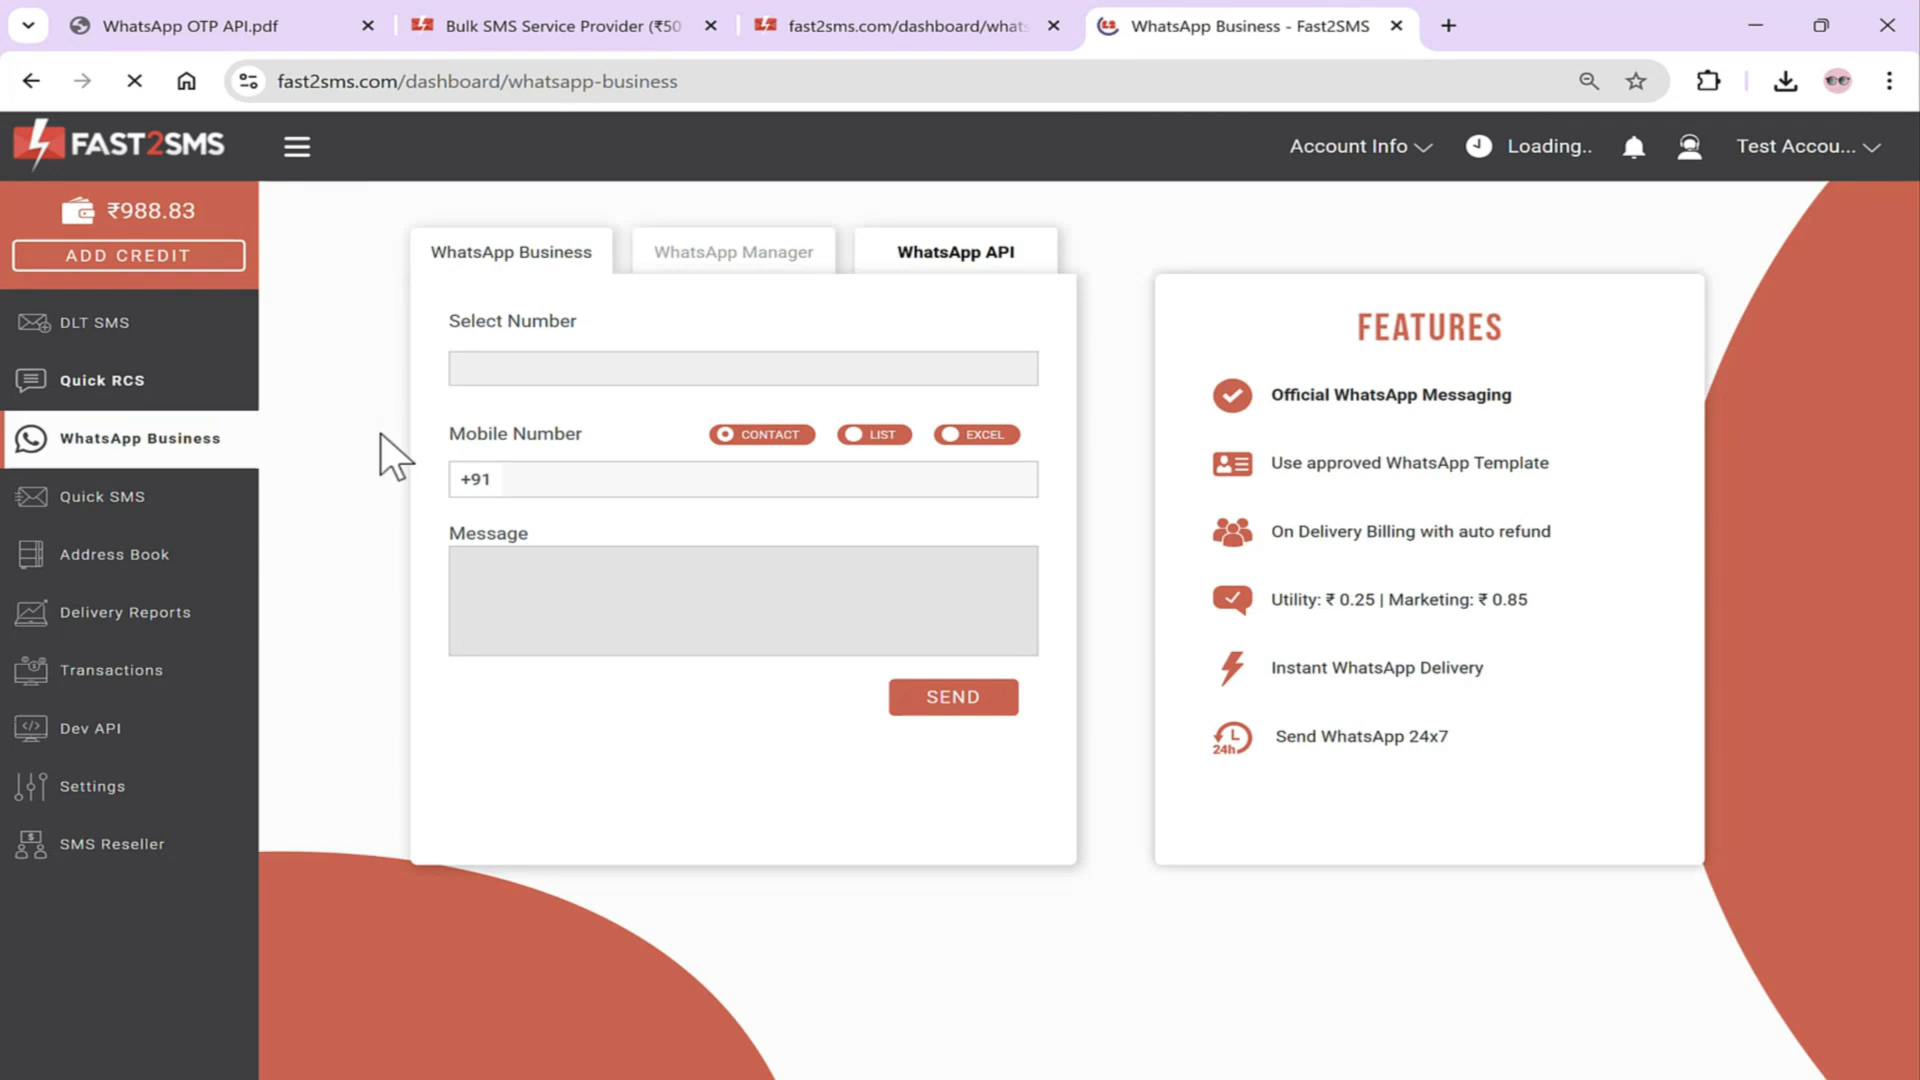 WhatsApp OTP API.pdf
Bulk SMS Service Provider (₹50
fast2sms.com/dashboard/whats
WhatsApp Business - Fast2SMS
fast2sms.com/dashboard/whatsapp-business
FAST2SMS
Account Info
Loading..
Test Accou...
₹988.83
ADD CREDIT
DLT SMS
Quick RCS
WhatsApp Business
Quick SMS
Address Book
Delivery Reports
Transactions
Dev API
Settings
SMS Reseller
WhatsApp Business
WhatsApp Manager
WhatsApp API
Select Number
Mobile Number
CONTACT
LIST
EXCEL
+91
Message
SEND
FEATURES
Official WhatsApp Messaging
Use approved WhatsApp Template
On Delivery Billing with auto refund
Utility: ₹ 0.25 | Marketing: ₹ 0.85
Instant WhatsApp Delivery
24h
Send WhatsApp 24x7